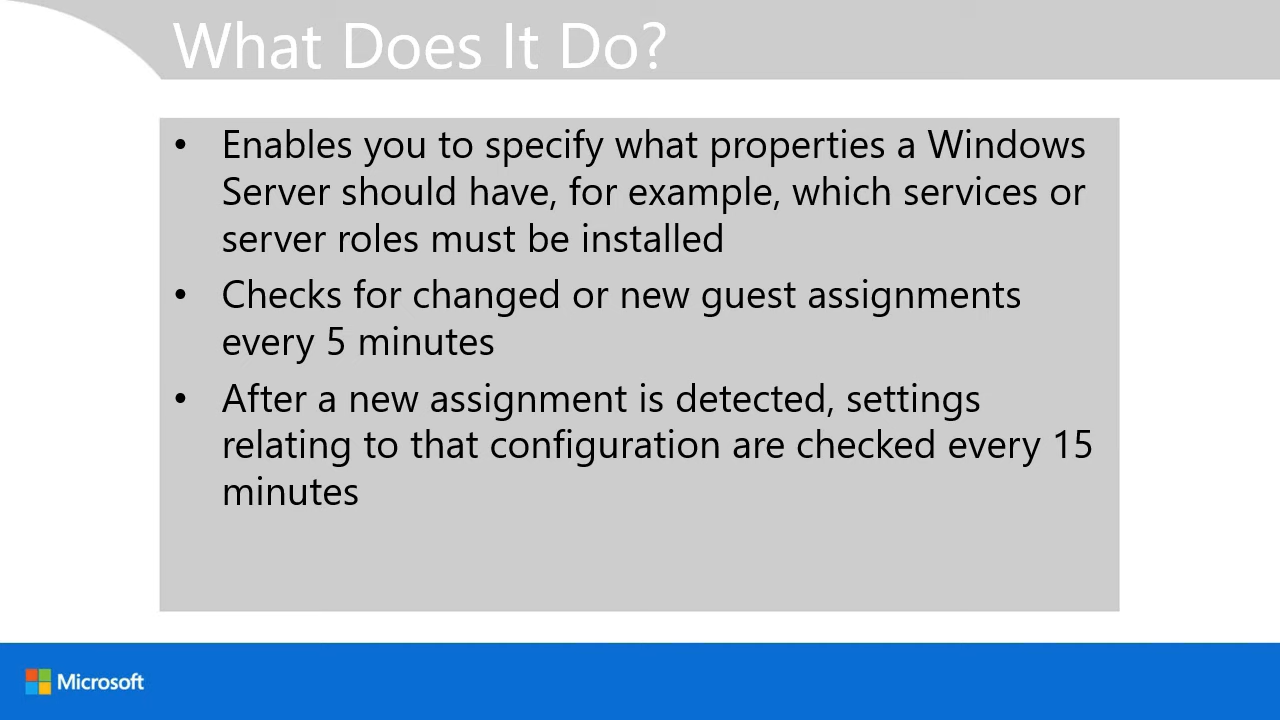 What Does It Do?
• Enables you to specify what properties a Windows
Server should have, for example, which services or
server roles must be installed
• Checks for changed or new guest assignments
every 5 minutes
• After a new assignment is detected, settings
relating to that configuration are checked every 15
minutes
Microsoft